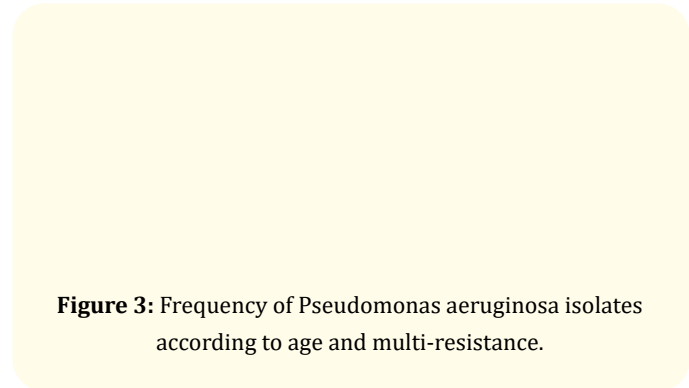 Figure 3: Frequency of Pseudomonas aeruginosa isolates
according to age and multi-resistance.